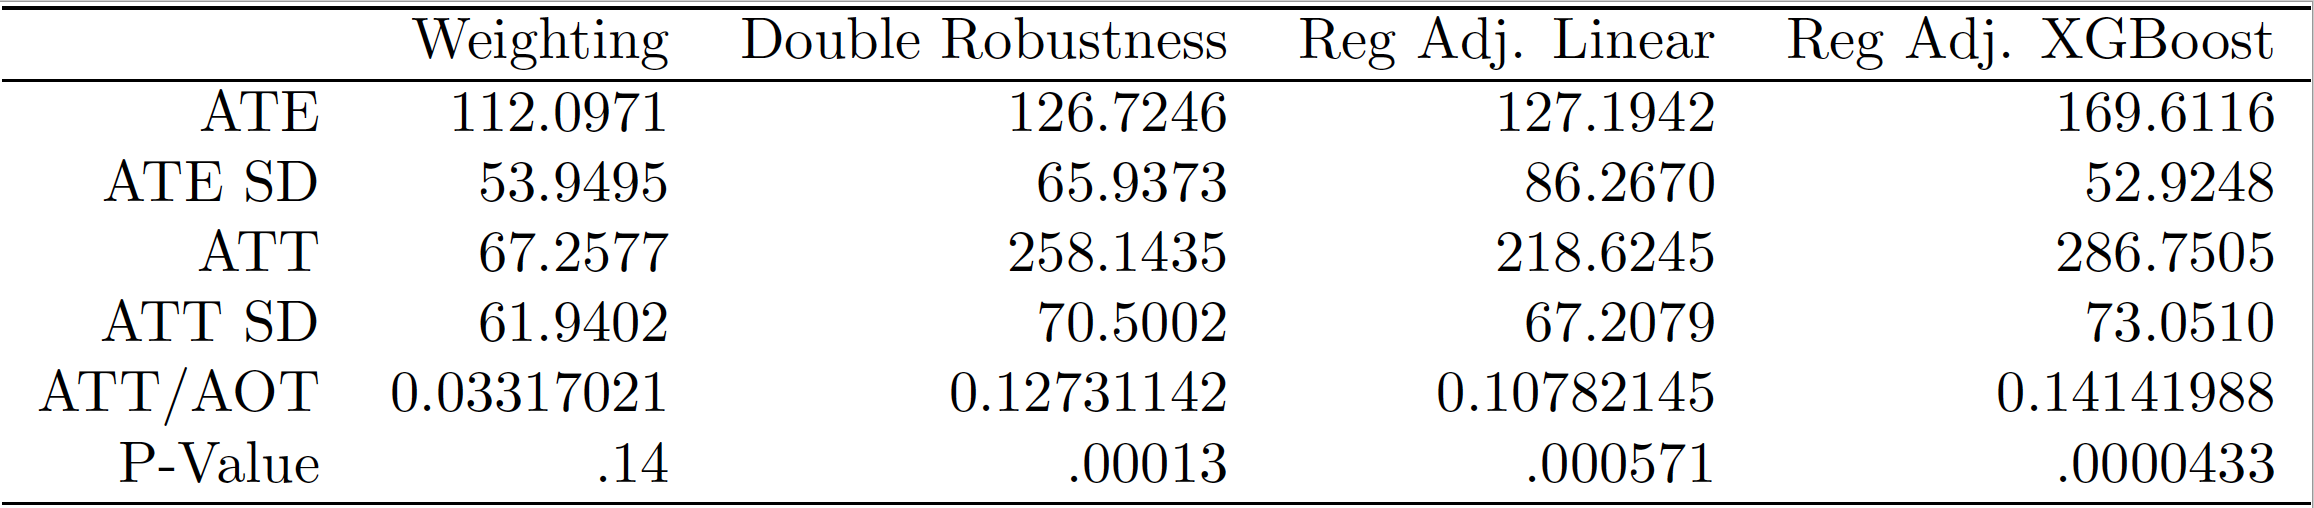 Weighting Double Robustness Reg Adj. Linear Reg Adj. XGBoost
ATE 112.0971 126.7246 127.1942 169.6116
ATE SD 53.9495 65.9373 86.2670 52.9248
ATT 67.2577 258.1435 218.6245 286.7505
ATT SD 61.9402 70.5002 67.2079 73.0510
ATT/AOT 0.03317021 0.12731142 0.10782145 0.14141988
P-Value .14 .00013 .000571 .0000433